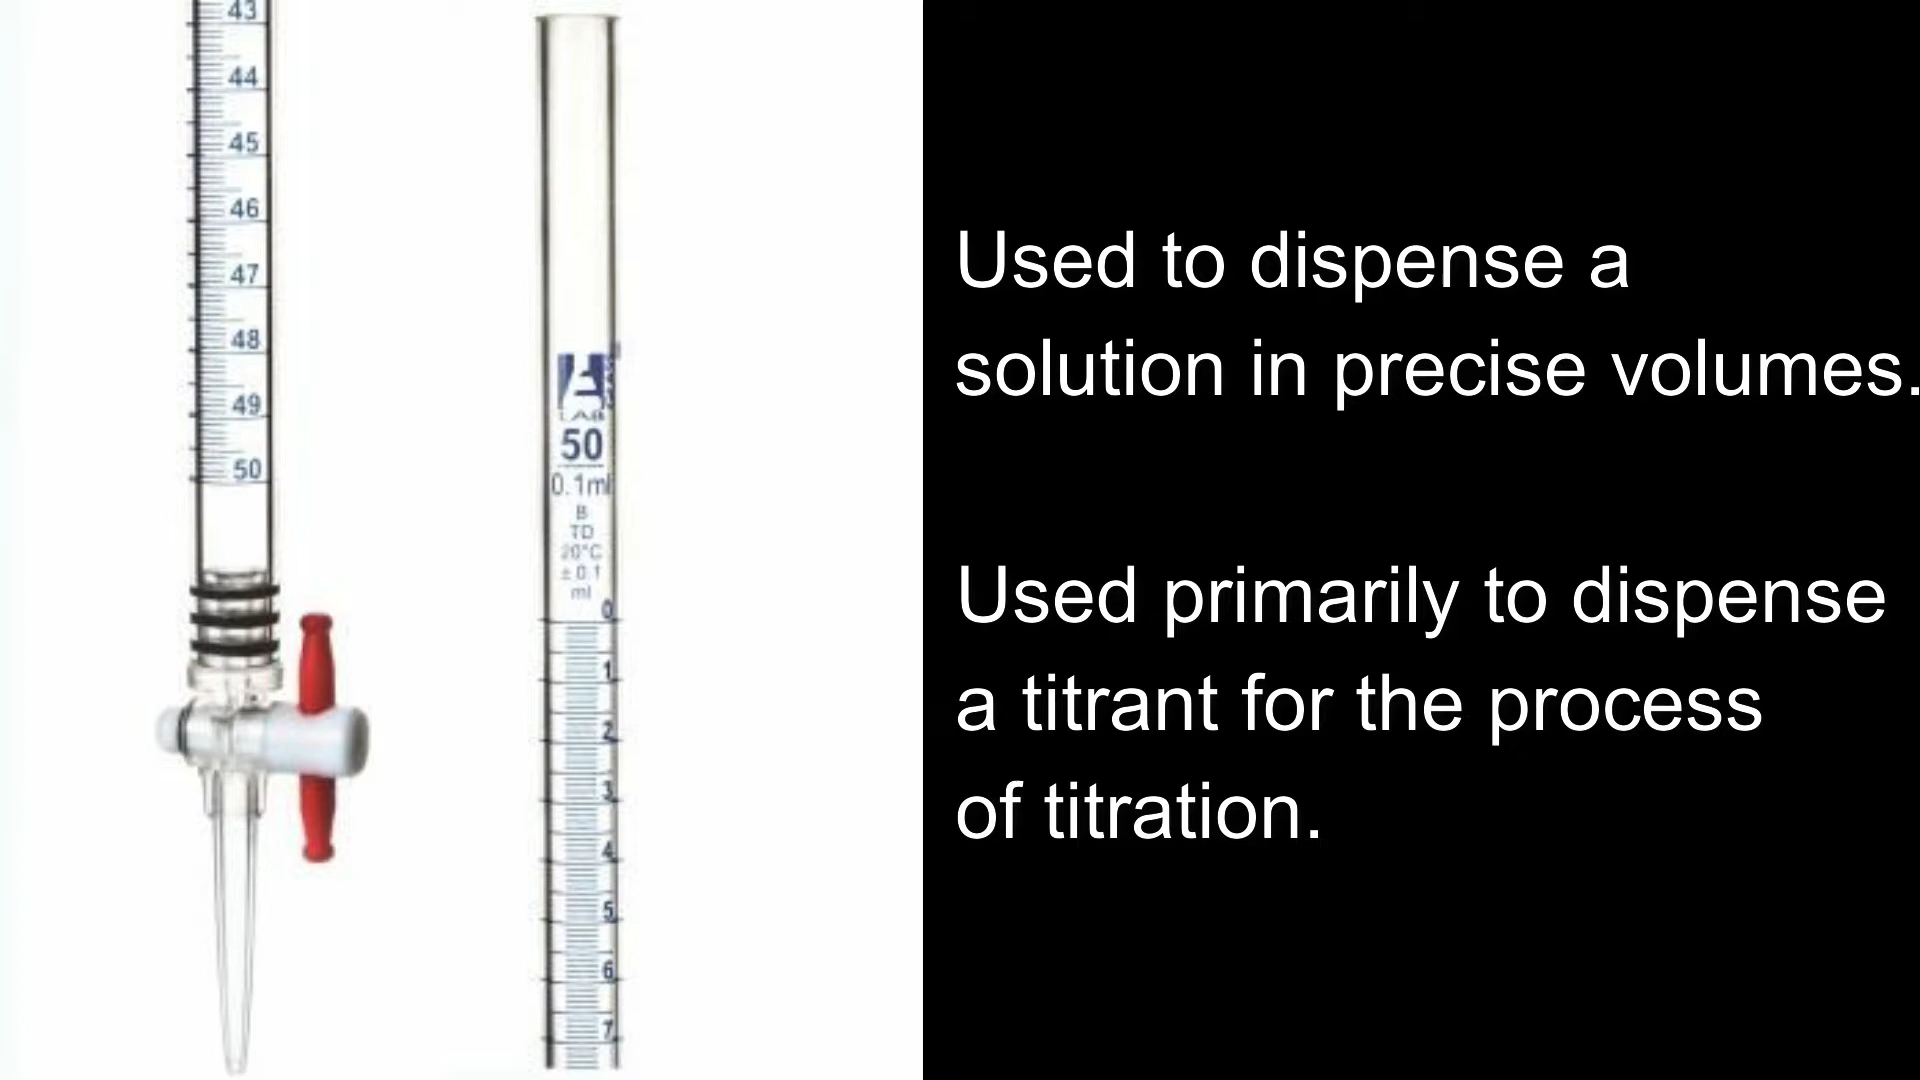 43
44
45
46
47
48
49
50
LAB
50
0.1ml
B
TD
20°C
±0.1
ml
0
1
2
3
4
5
6
7
Used to dispense a
solution in precise volumes.
Used primarily to dispense
a titrant for the process
of titration.